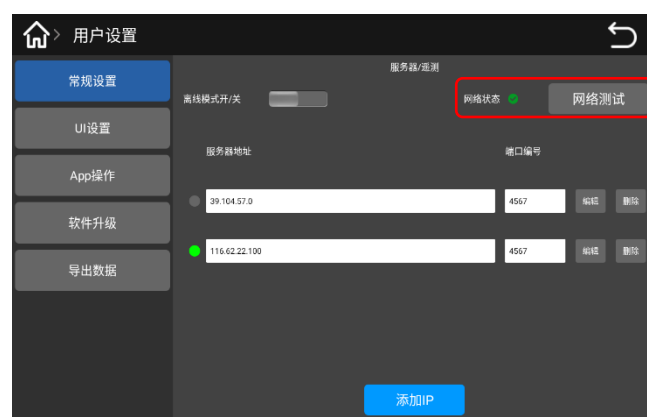 用户设置
常规设置
UI设置
App操作
软件升级
导出数据
服务器/遥测
离线模式开/关
网络状态
网络测试
服务器地址 端口编号
39.104.57.0 4567 编辑 删除
116.62.22.100 4567 编辑 删除
添加IP